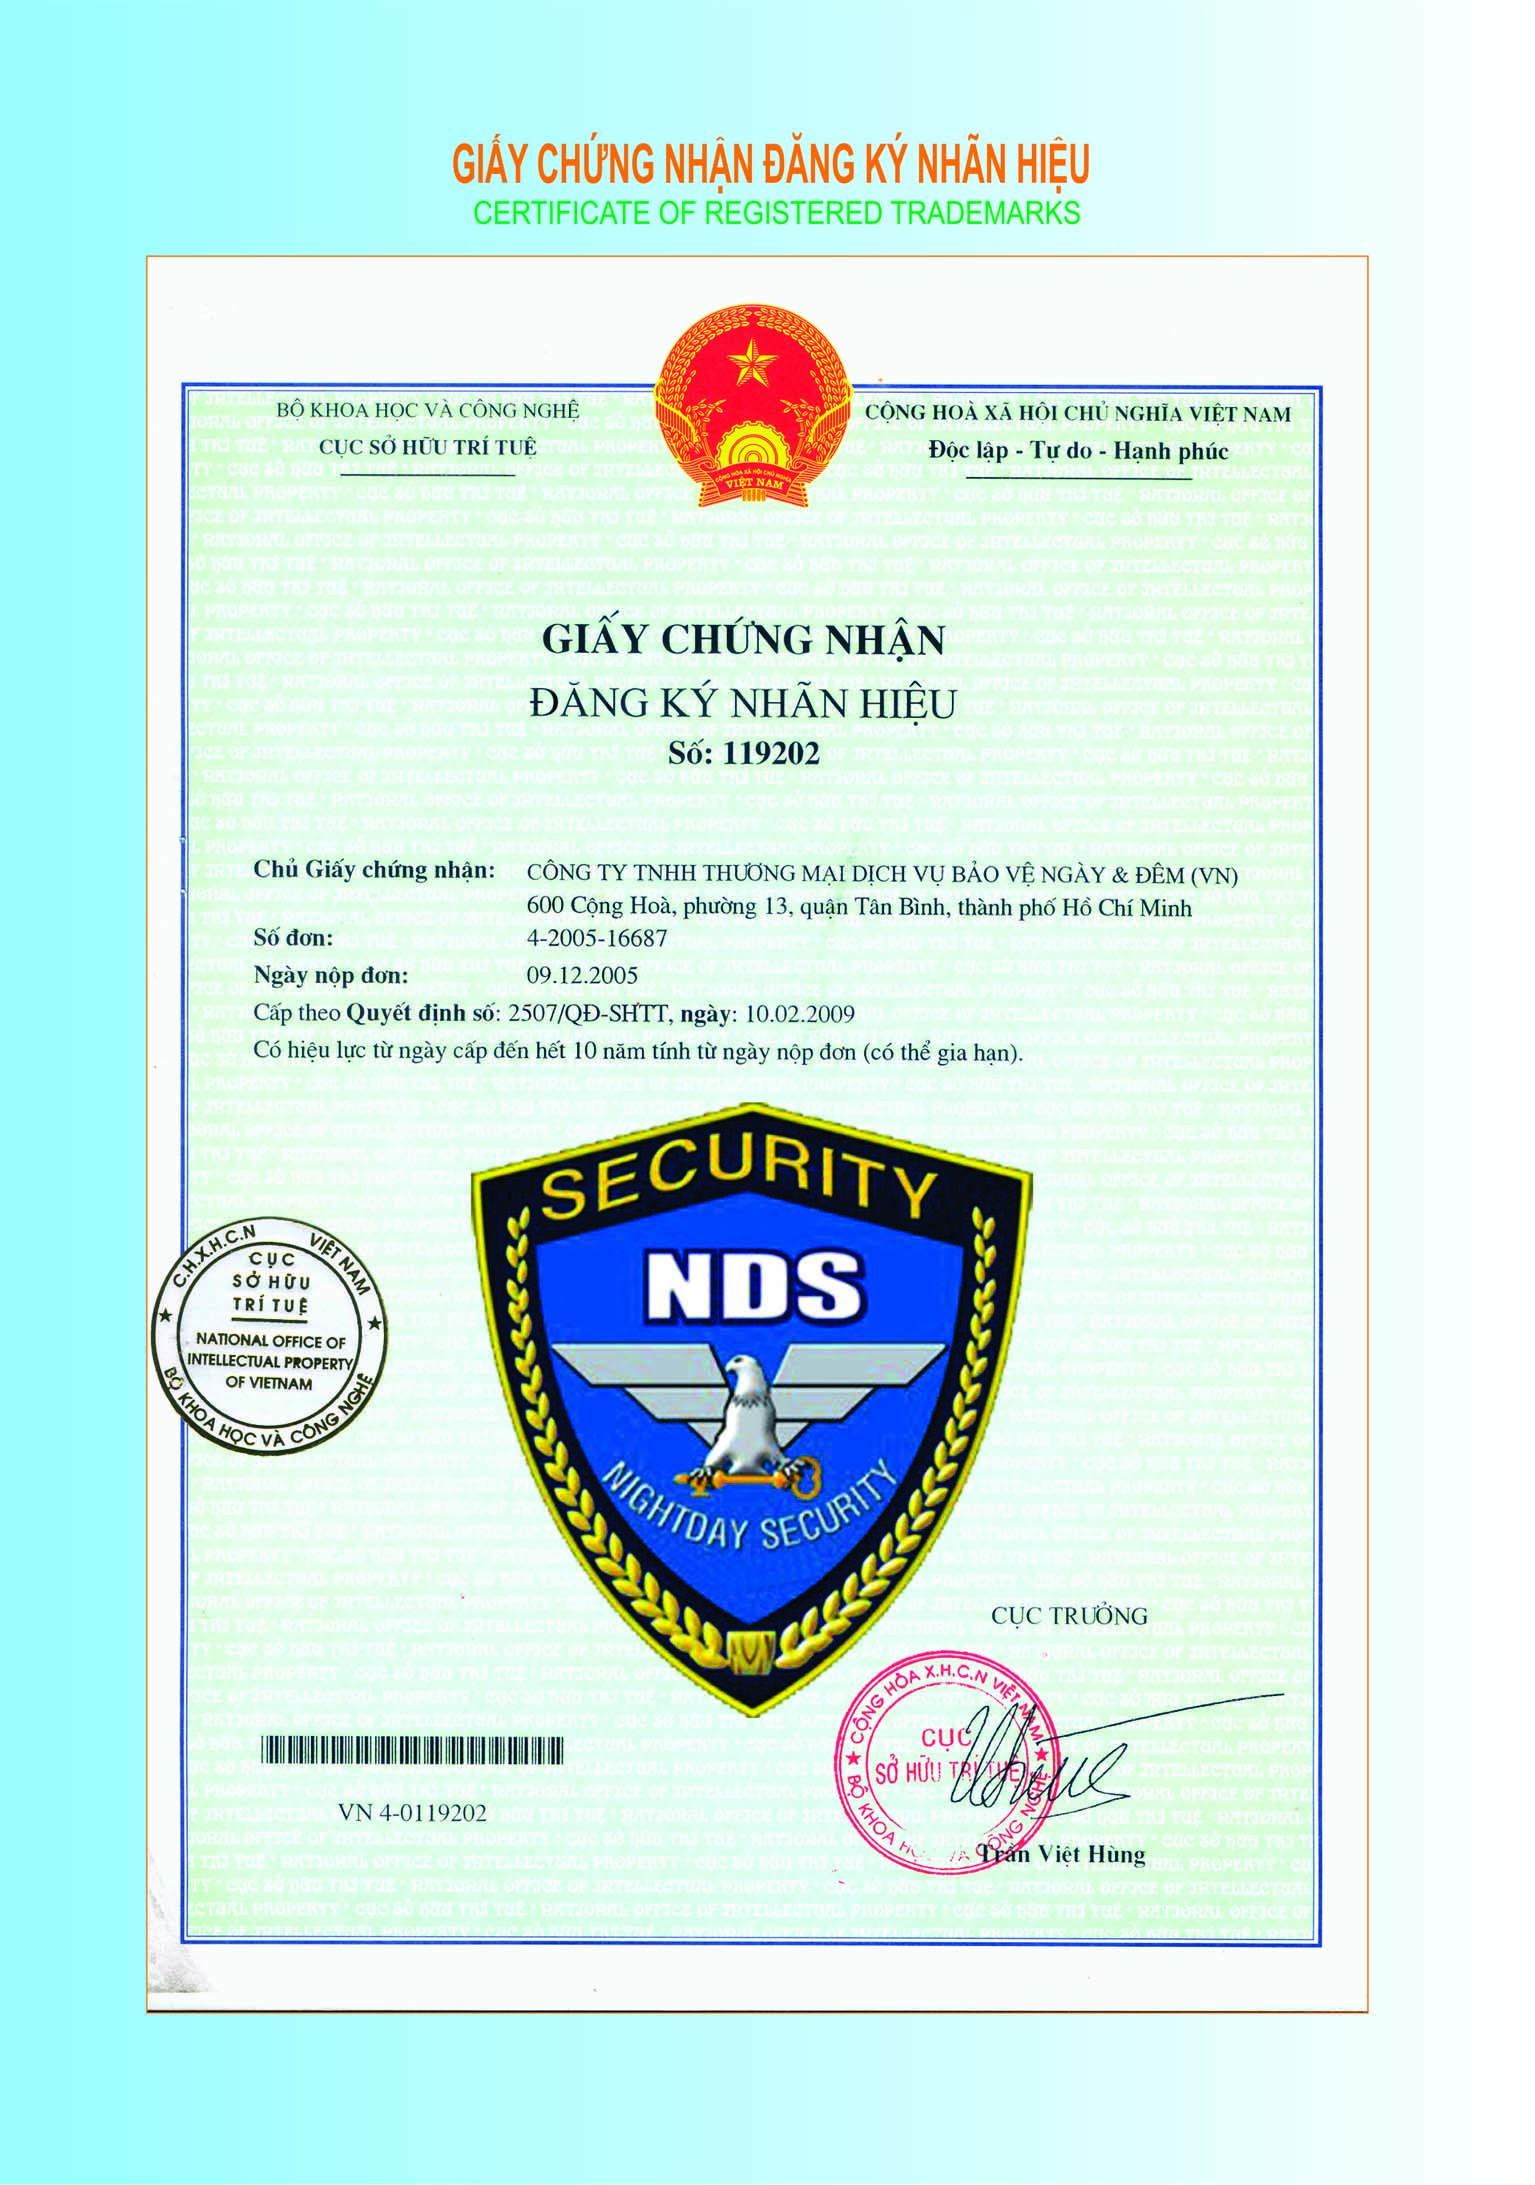 GIẤY CHỨNG NHẬN ĐĂNG KÝ NHÃN HIỆU
CERTIFICATE OF REGISTERED TRADEMARKS
BỘ KHOA HỌC VÀ CÔNG NGHỆ
CỤC SỞ HỮU TRÍ TUỆ
CỘNG HOÀ XÃ HỘI CHỦ NGHĨA
VIỆT NAM
CỘNG HOÀ XÃ HỘI CHỦ NGHĨA VIỆT NAM
Độc lập - Tự do - Hạnh phúc
GIẤY CHỨNG NHẬN
ĐĂNG KÝ NHÃN HIỆU
Số: 119202
Chủ Giấy chứng nhận: CÔNG TY TNHH THƯƠNG MẠI DỊCH VỤ BẢO VỆ NGÀY & ĐÊM (VN)
600 Cộng Hoà, phường 13, quận Tân Bình, thành phố Hồ Chí Minh
Số đơn: 4-2005-16687
Ngày nộp đơn: 09.12.2005
Cấp theo Quyết định số: 2507/QĐ-SHTT, ngày: 10.02.2009
Có hiệu lực từ ngày cấp đến hết 10 năm tính từ ngày nộp đơn (có thể gia hạn).
SECURITY
NDS
NIGHTDAY SECURITY
C.H.X.H.C.N VIỆT NAM
CỤC
SỞ HỮU
TRÍ TUỆ
NATIONAL OFFICE OF
INTELLECTUAL PROPERTY
OF VIETNAM
BỘ KHOA HỌC VÀ CÔNG NGHỆ
CỤC TRƯỞNG
CỘNG HÒA X.H.C.N VIỆT NAM
CỤC
SỞ HỮU TRÍ TUỆ
BỘ KHOA HỌC VÀ CÔNG NGHỆ
Trần Việt Hùng
VN 4-0119202